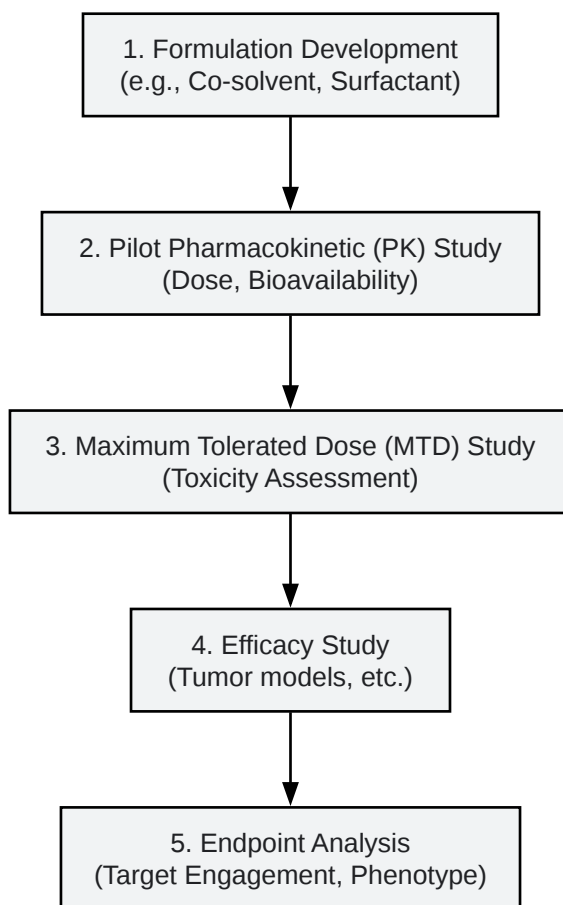 1. Formulation Development
(e.g., Co-solvent, Surfactant)
2. Pilot Pharmacokinetic (PK) Study
(Dose, Bioavailability)
3. Maximum Tolerated Dose (MTD) Study
(Toxicity Assessment)
4. Efficacy Study
(Tumor models, etc.)
5. Endpoint Analysis
(Target Engagement, Phenotype)